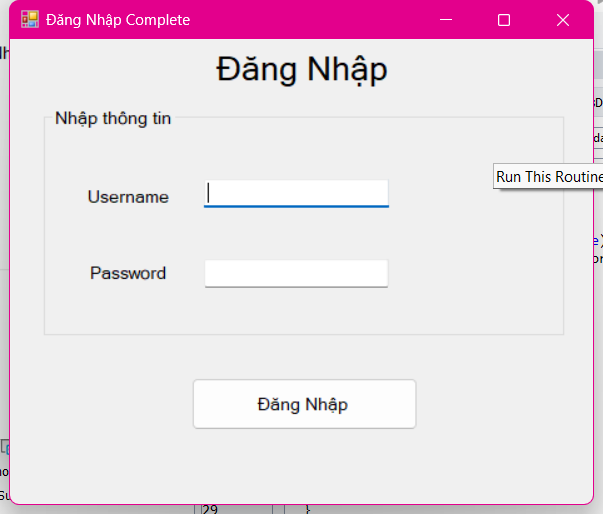 Đăng Nhập Complete
Đăng Nhập
Nhập thông tin
Run This Routine
Username
Password
Đăng Nhập
29
}